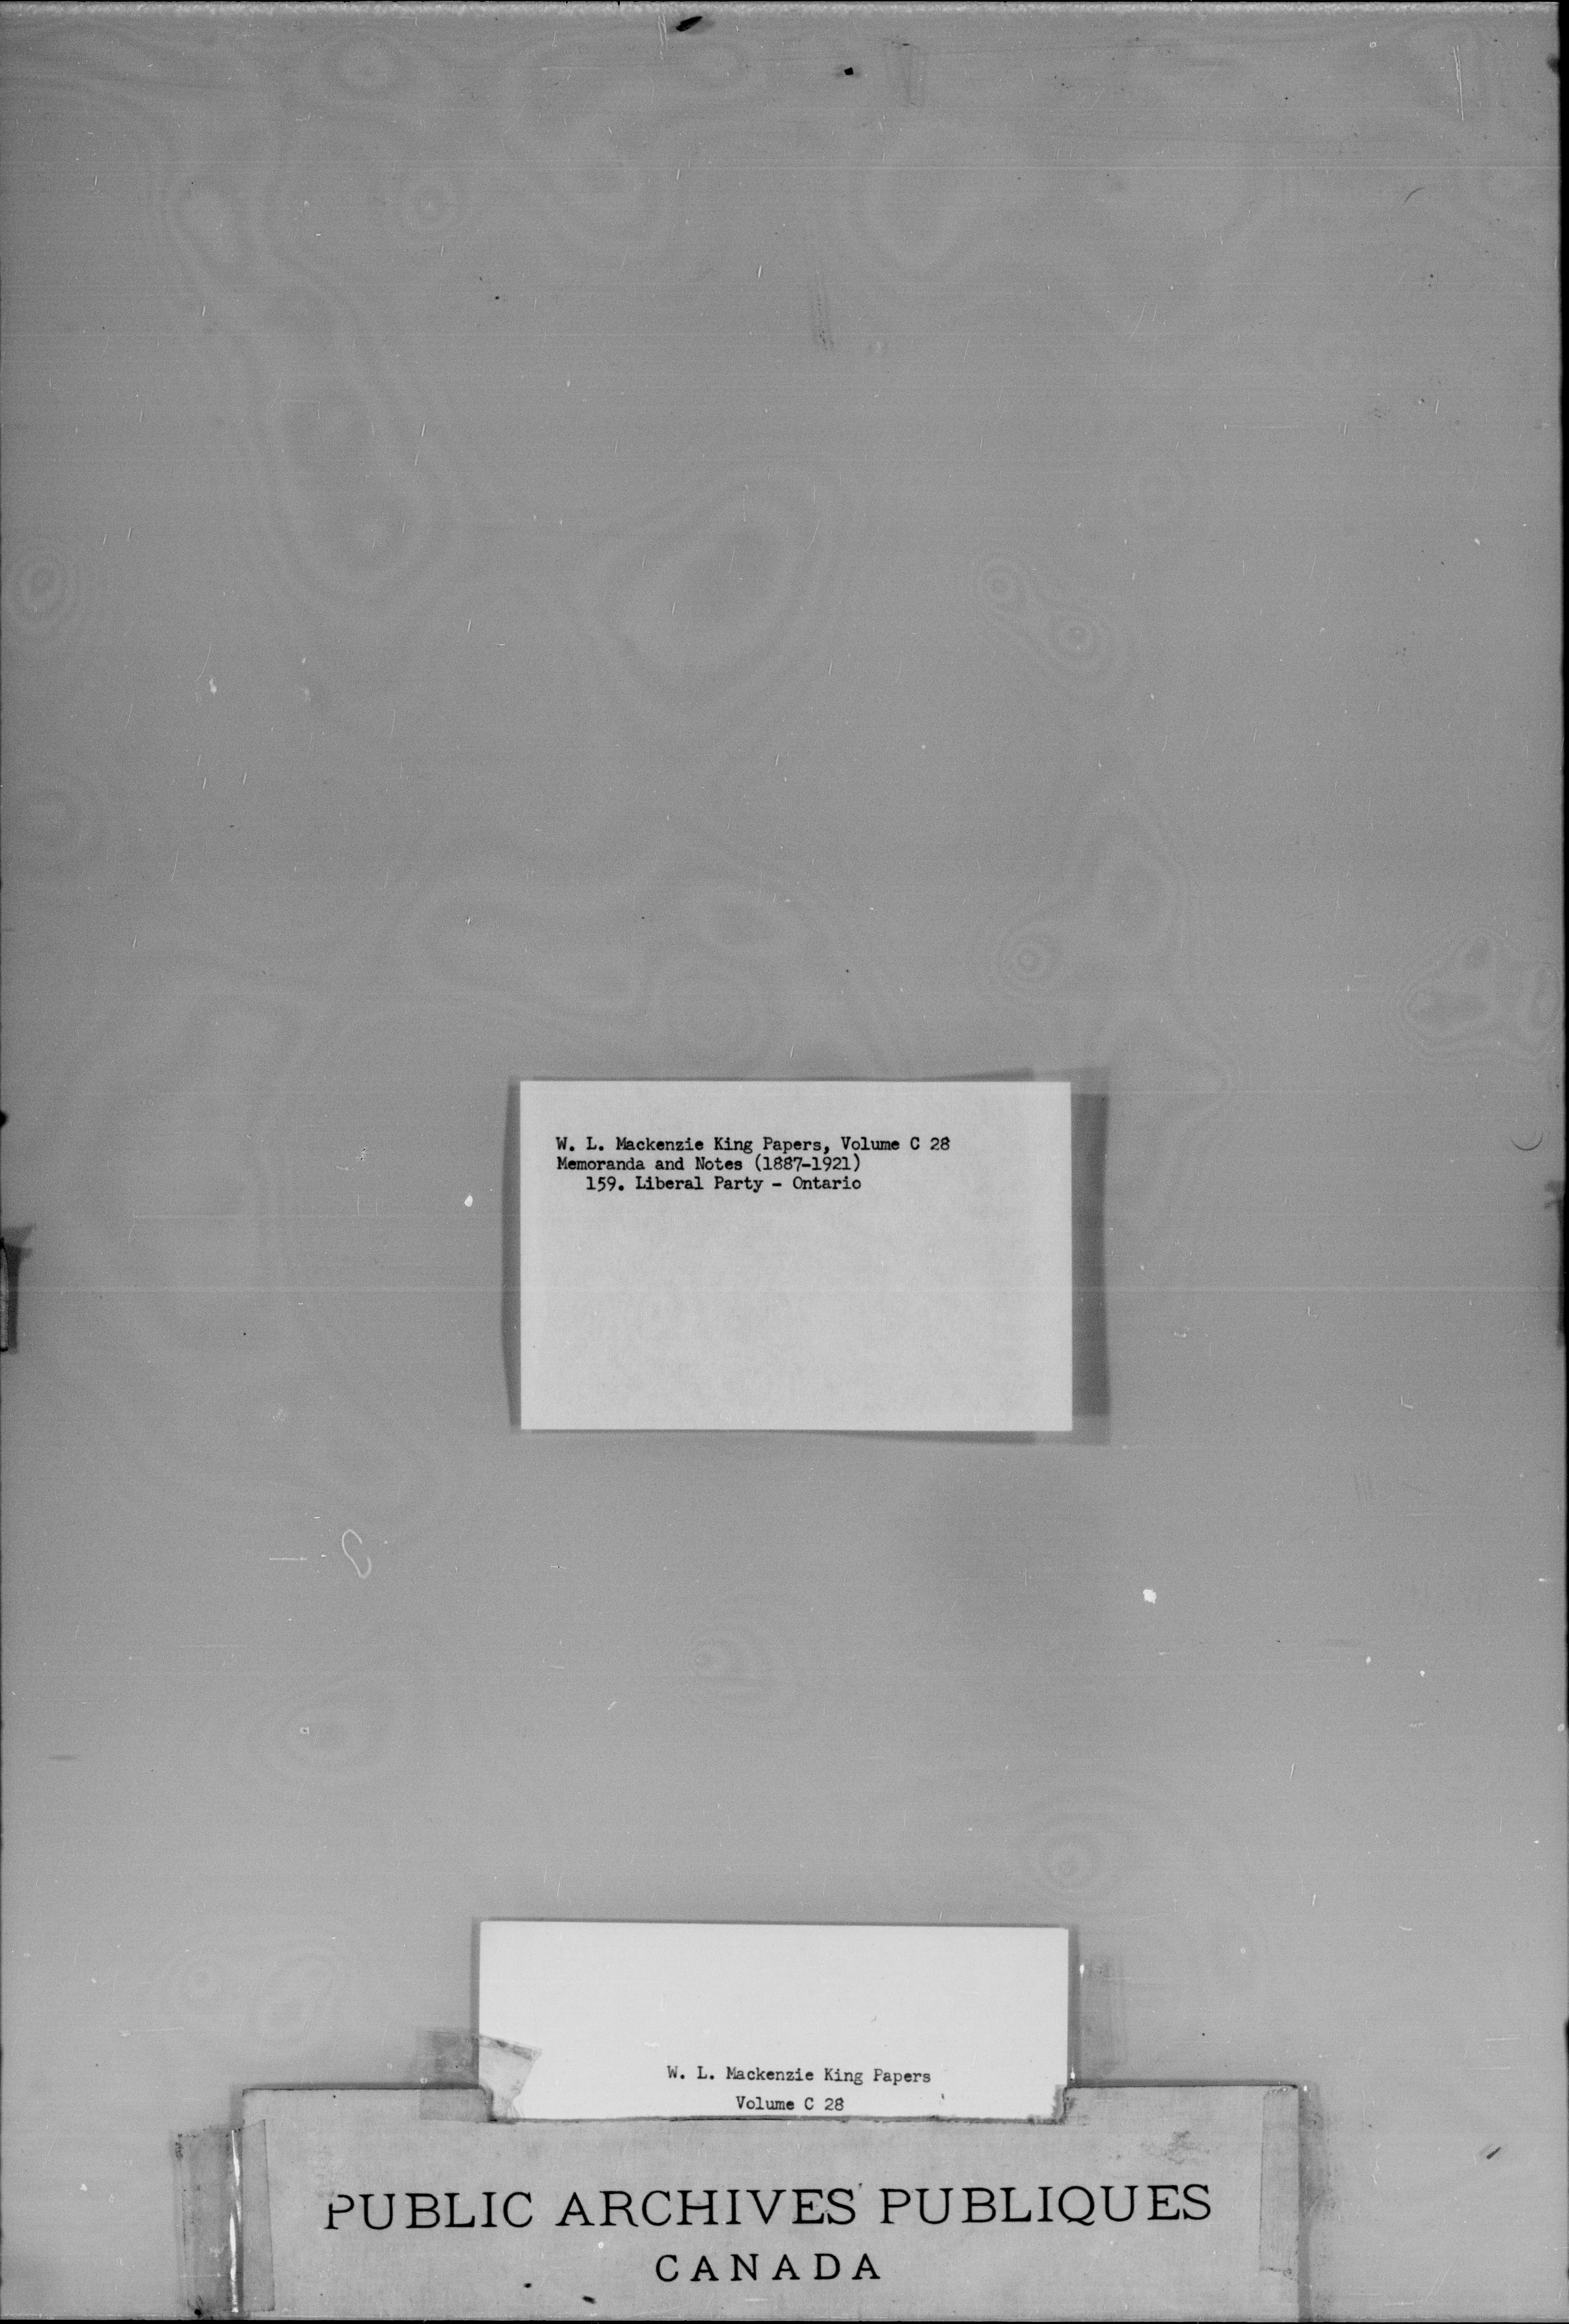 W. L. Mackenzie King Papers, Volume C 28
Memoranda and Notes (1887-1921)
159. Liberal Party - Ontario
W. L. Mackenzie King Papers
Volume C 28
PUBLIC ARCHIVES PUBLIQUES
CANADA